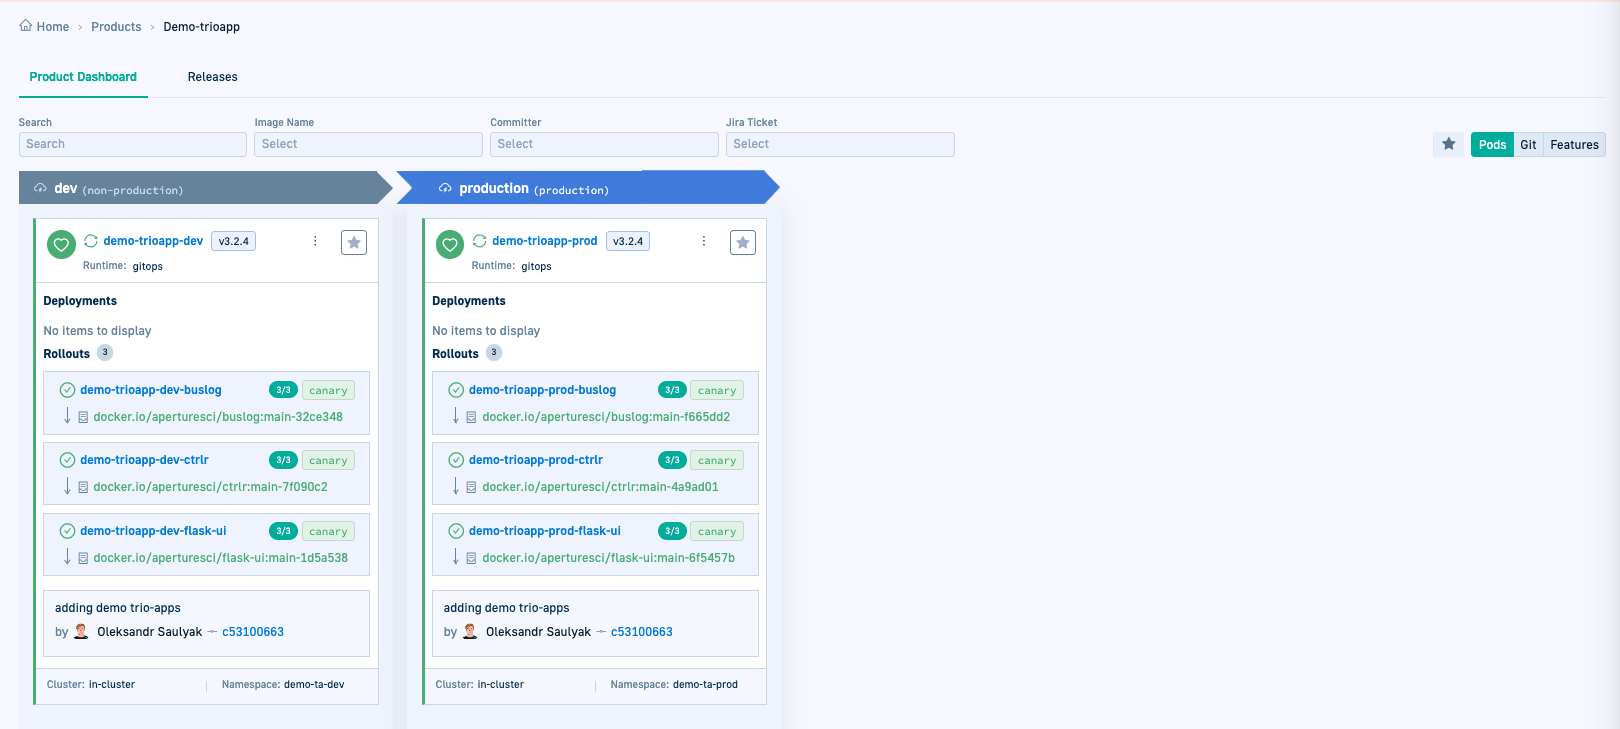 Home > Products > Demo-trioapp
Product Dashboard Releases
Search Image Name Committer Jira Ticket
Search Select Select Select Pods Git Features
dev (non-production)
demo-trioapp-dev v3.2.4
Runtime: gitops
Deployments
No items to display
Rollouts 3
demo-trioapp-dev-buslog 3/3 canary
docker.io/aperturesci/buslog:main-32ce348
demo-trioapp-dev-ctrlr 3/3 canary
docker.io/aperturesci/ctrlr:main-7f090c2
demo-trioapp-dev-flask-ui 3/3 canary
docker.io/aperturesci/flask-ui:main-1d5a538
adding demo trio-apps
by Oleksandr Saulyak c53100663
Cluster: in-cluster Namespace: demo-ta-dev
production (production)
demo-trioapp-prod v3.2.4
Runtime: gitops
Deployments
No items to display
Rollouts 3
demo-trioapp-prod-buslog 3/3 canary
docker.io/aperturesci/buslog:main-f665dd2
demo-trioapp-prod-ctrlr 3/3 canary
docker.io/aperturesci/ctrlr:main-4a9ad01
demo-trioapp-prod-flask-ui 3/3 canary
docker.io/aperturesci/flask-ui:main-6f5457b
adding demo trio-apps
by Oleksandr Saulyak c53100663
Cluster: in-cluster Namespace: demo-ta-prod